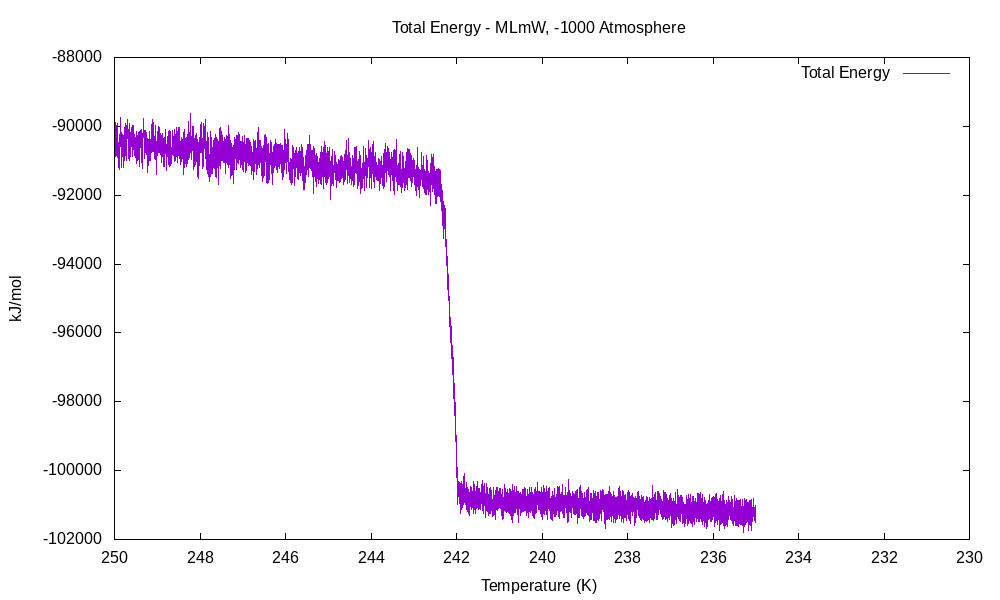 Total Energy - MLmW, -1000 Atmosphere
Total Energy
-88000
-90000
-92000
-94000
-96000
-98000
-100000
-102000
kJ/mol
250 248 246 244 242 240 238 236 234 232 230
Temperature (K)